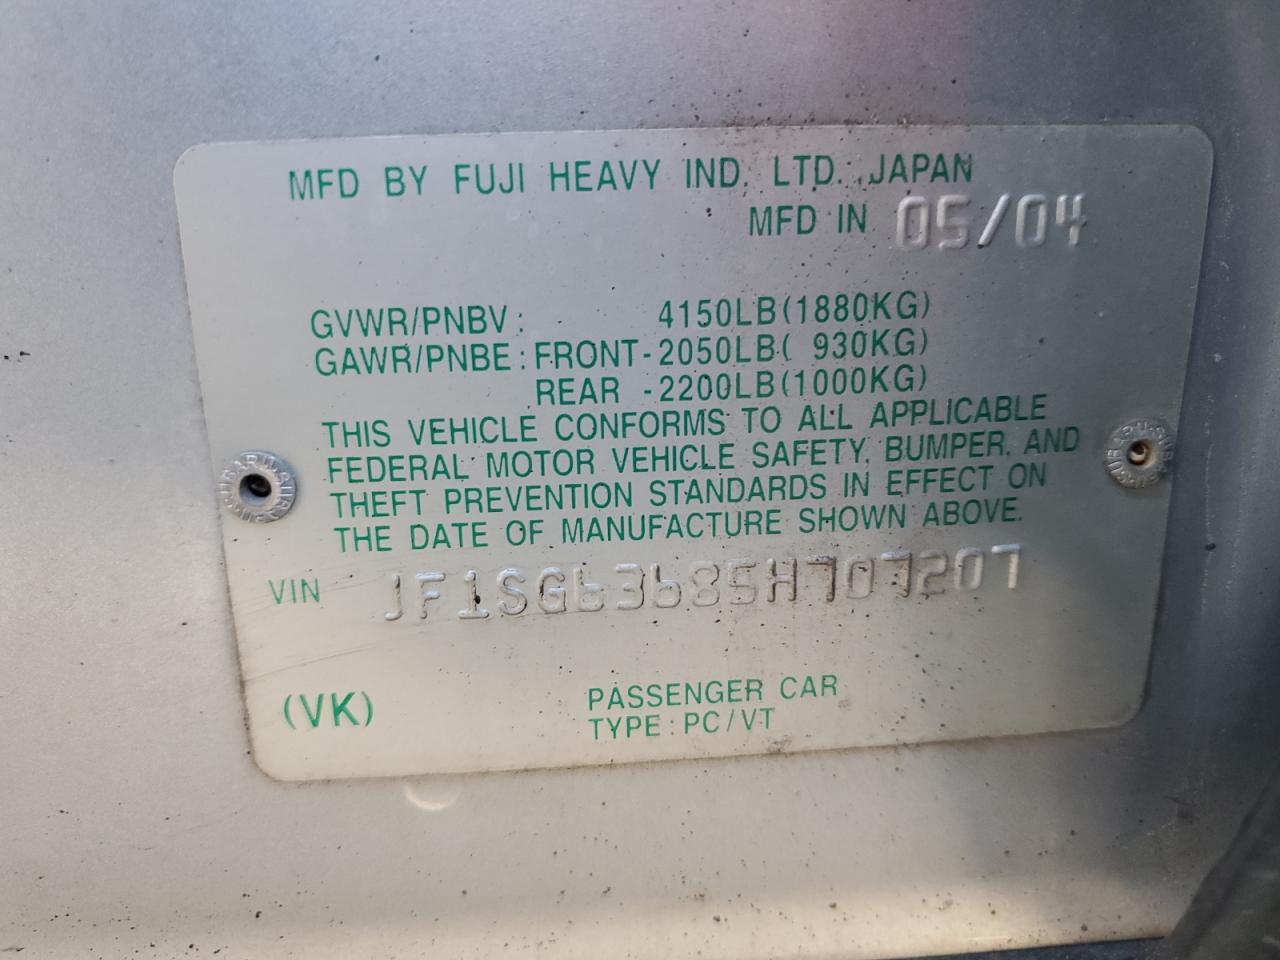 MFD BY FUJI HEAVY IND. LTD. JAPAN
MFD IN 05/04
GVWR/PNBV: 4150LB(1880KG)
GAWR/PNBE: FRONT-2050LB( 930KG)
REAR -2200LB(1000KG)
THIS VEHICLE CONFORMS TO ALL APPLICABLE
FEDERAL MOTOR VEHICLE SAFETY, BUMPER, AND
THEFT PREVENTION STANDARDS IN EFFECT ON
THE DATE OF MANUFACTURE SHOWN ABOVE.
VIN JF1SG63685H707207
(VK) PASSENGER CAR
TYPE: PC/VT